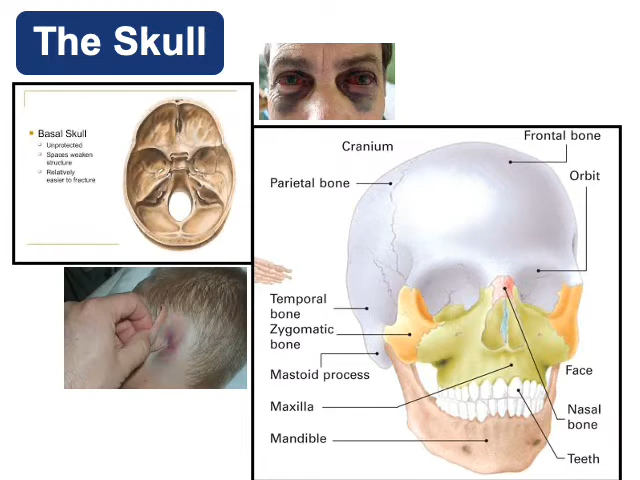 The Skull
Basal Skull
Unprotected
Spaces weaken
structure
Relatively
easier to fracture
Cranium
Frontal bone
Parietal bone
Orbit
Temporal
bone
Zygomatic
bone
Mastoid process
Face
Maxilla
Nasal
bone
Mandible
Teeth